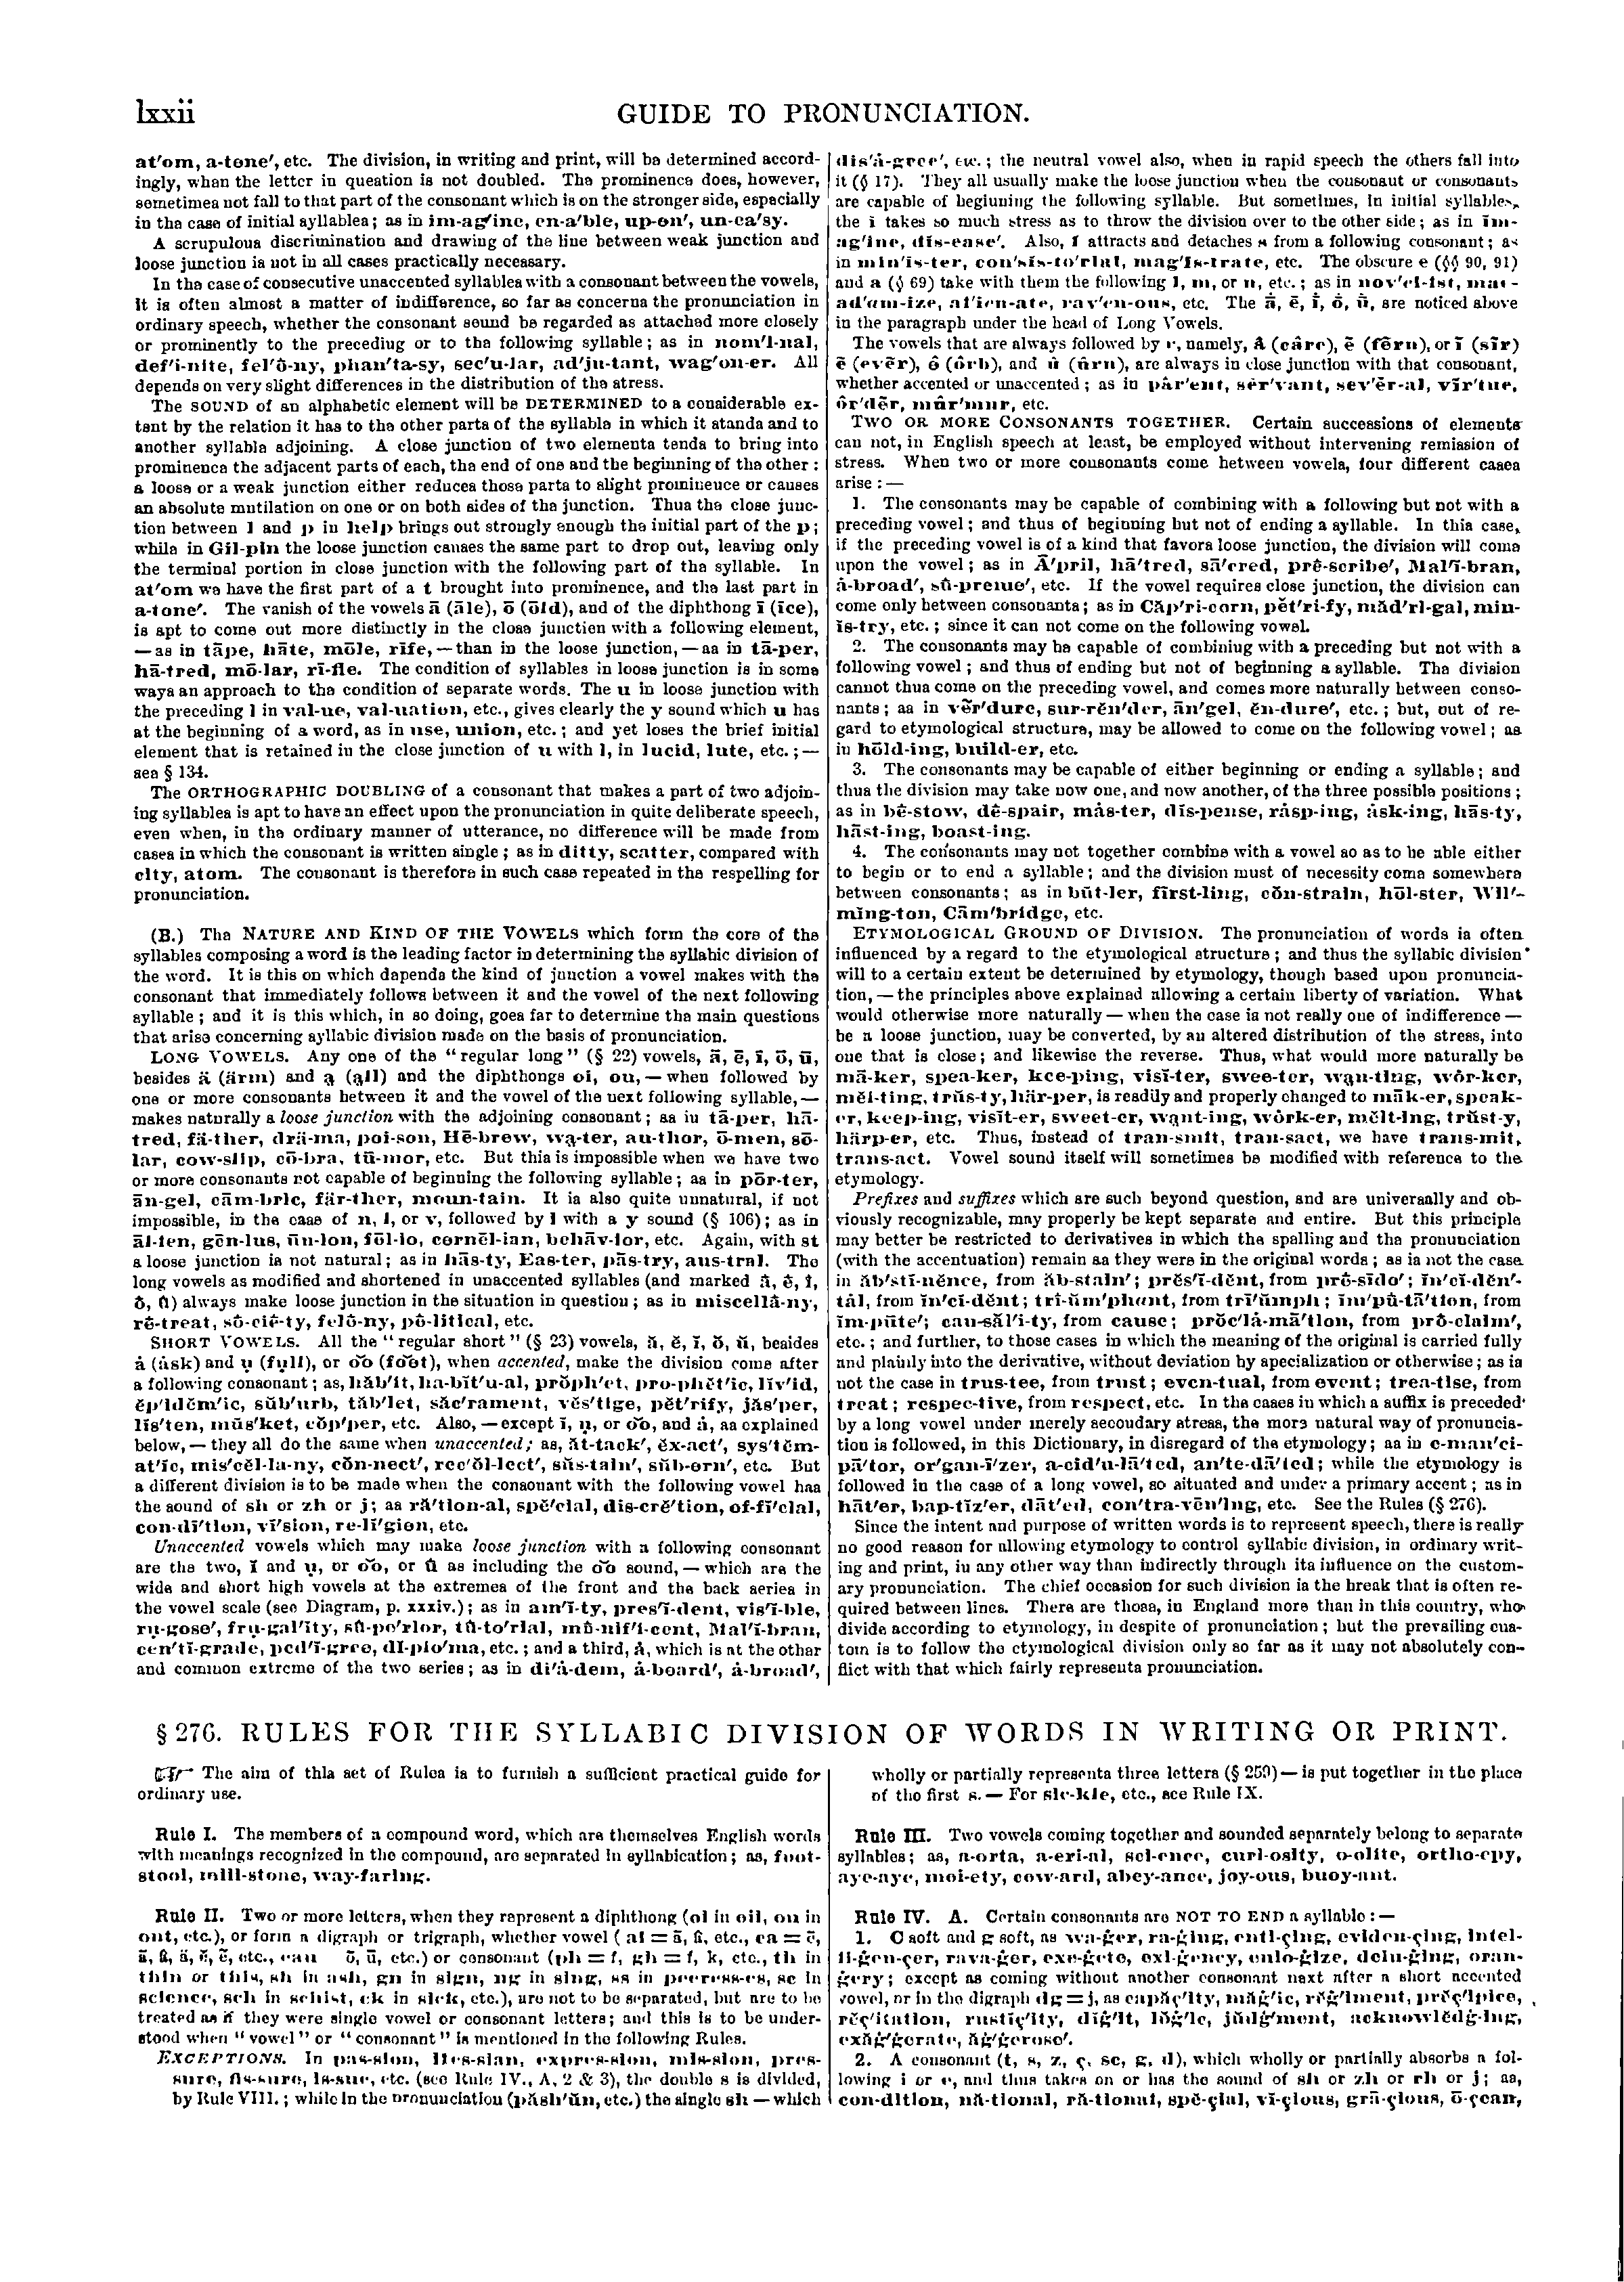 lxxii
GUIDE TO PRONUNCIATION.
at′om, a-tone′, etc. The division, in writing and print, will be determined accord-
ingly, when the letter in question is not doubled. The prominence does, however,
sometimes not fall to that part of the consonant which is on the stronger side, especially
in the case of initial syllables; as in im-ag′ine, en-a′ble, up-on′, un-ea′sy.
A scrupulous discrimination and drawing of the line between weak junction and
loose junction is not in all cases practically necessary.
In the case of consecutive unaccented syllables with a consonant between the vowels,
it is often almost a matter of indifference, so far as concerns the pronunciation in
ordinary speech, whether the consonant sound be regarded as attached more closely
or prominently to the preceding or to the following syllable; as in nom′i-nal,
def′i-nite, fel′ô-ny, phan′ta-sy, sec′u-lar, ad′ju-tant, wag′on-er. All
depends on very slight differences in the distribution of the stress.
The SOUND of an alphabetic element will be DETERMINED to a considerable ex-
tent by the relation it has to the other parts of the syllable in which it stands and to
another syllable adjoining. A close junction of two elements tends to bring into
prominence the adjacent parts of each, the end of one and the beginning of the other:
a loose or a weak junction either reduces those parts to slight prominence or causes
an absolute mutilation on one or on both sides of the junction. Thus the close junc-
tion between l and p in help brings out strongly enough the initial part of the p;
while in Gil-pin the loose junction causes the same part to drop out, leaving only
the terminal portion in close junction with the following part of the syllable. In
at′om we have the first part of a t brought into prominence, and the last part in
a-tone′. The vanish of the vowels ā (āle), ō (ōld), and of the diphthong ī (īce),
is apt to come out more distinctly in the close junction with a following element,
—as in tāpe, hāte, mōle, rīfe,—than in the loose junction,—as in tā-per,
hā-tred, mō-lar, rī-fle. The condition of syllables in loose junction is in some
ways an approach to the condition of separate words. The u in loose junction with
the preceding l in val-ue, val-uation, etc., gives clearly the y sound which u has
at the beginning of a word, as in use, union, etc.; and yet loses the brief initial
element that is retained in the close junction of u with l, in lucid, lute, etc.;—
see § 134.
The ORTHOGRAPHIC DOUBLING of a consonant that makes a part of two adjoin-
ing syllables is apt to have an effect upon the pronunciation in quite deliberate speech,
even when, in the ordinary manner of utterance, no difference will be made from
cases in which the consonant is written single; as in ditty, scatter, compared with
city, atom. The consonant is therefore in such case repeated in the respelling for
pronunciation.
(B.) The NATURE AND KIND OF THE VOWELS which form the core of the
syllables composing a word is the leading factor in determining the syllabic division of
the word. It is this on which depends the kind of junction a vowel makes with the
consonant that immediately follows between it and the vowel of the next following
syllable; and it is this which, in so doing, goes far to determine the main questions
that arise concerning syllabic division made on the basis of pronunciation.
LONG VOWELS. Any one of the “regular long” (§ 22) vowels, ā, ē, ī, ō, ū,
besides ä (ärm) and a̤ (a̤ll) and the diphthongs oi, ou,—when followed by
one or more consonants between it and the vowel of the next following syllable,—
makes naturally a loose junction with the adjoining consonant; as in tā-per, hā-
tred, fä-ther, drä-ma, poi-son, Hē-brew, wa̤-ter, au-thor, ō-men, sō-
lar, cow-slip, cō-bra, tū-mor, etc. But this is impossible when we have two
or more consonants not capable of beginning the following syllable; as in pōr-ter,
ān-gel, cām-bric, fär-ther, moun-tain. It is also quite unnatural, if not
impossible, in the case of n, l, or v, followed by i with a y sound (§ 106); as in
āl-ien, gēn-ius, ūn-ion, fōl-io, cornēl-ian, behāv-ior, etc. Again, with st
a loose junction is not natural; as in hās-ty, Eas-ter, pās-try, aus-tral. The
long vowels as modified and shortened in unaccented syllables (and marked â, ê, î,
ô, û) always make loose junction in the situation in question; as in miscellâ-ny,
rê-treat, sô-ciê-ty, felô-ny, pô-litical, etc.
SHORT VOWELS. All the “regular short” (§ 23) vowels, ă, ĕ, ĭ, ŏ, ŭ, besides
ȧ (ȧsk) and ṳ (fṳll), or o͝o (fo͝ot), when accented, make the division come after
a following consonant; as, hăb′it, ha-bĭt′u-al, prŏph′et, pro-phĕt′ic, lĭv′id,
ĕp′idĕm′ic, sŭb′urb, tăb′let, săc′rament, vĕs′tige, pĕt′rify, jăs′per,
lĭs′ten, mŭs′ket, cŏp′per, etc. Also,—except ĭ, ṳ, or o͝o, and ȧ, as explained
below,—they all do the same when unaccented; as, ăt-tack′, ĕx-act′, sys′tĕm-
at′ic, mis′cĕl-la-ny, cŏn-nect′, rec′ŏl-lect′, sŭs-tain′, sŭb-orn′, etc. But
a different division is to be made when the consonant with the following vowel has
the sound of sh or zh or j; as ră′tion-al, spĕ′cial, dis-crĕ′tion, of-fĭ′cial,
con-dĭ′tion, vĭ′sion, re-lĭ′gion, etc.
Unaccented vowels which may make loose junction with a following consonant
are the two, ĭ and ṳ, or o͝o, or û as including the o͝o sound,—which are the
wide and short high vowels at the extremes of the front and the back series in
the vowel scale (see Diagram, p. xxxiv.); as in am′ĭ-ty, pres′ĭ-dent, vis′ĭ-ble,
rṳ-gose′, frṳ-gal′ity, sû-pe′rior, tû-to′rial, mû-nif′i-cent, Mal′ĭ-bran,
cen′tĭ-grade, ped′ĭ-gree, dĭ-plo′ma, etc.; and a third, ȧ, which is at the other
and common extreme of the two series; as in di′ȧ-dem, ȧ-board′, ȧ-broad′,
dis′ȧ-gree′, etc.; the neutral vowel also, when in rapid speech the others fall into
it (§ 17). They all usually make the loose junction when the consonant or consonants
are capable of beginning the following syllable. But sometimes, in initial syllables,
the i takes so much stress as to throw the division over to the other side; as in ĭm-
ag′ine, dĭs-ease′. Also, ĭ attracts and detaches s from a following consonant; as
in min′is-ter, con′sĭs-to′rial, mag′ĭs-trate, etc. The obscure e (§§ 90, 91)
and a (§ 69) take with them the following l, m, or n, etc.; as in nov′el-ist, mac-
ad′am-ize, al′ien-ate, rav′en-ous, etc. The ā̇, ē̇, ī̇, ō̇, ū̇, are noticed above
in the paragraph under the head of Long Vowels.
The vowels that are always followed by r, namely, â (câre), ẽ (fẽrn), or ĩ (sĩr)
ẽ (evẽr), ô (ôrb), and û (ûrn), are always in close junction with that consonant,
whether accented or unaccented; as in pâr′ent, sẽr′vant, sev′ẽr-al, vĩr′tue,
ôr′dẽr, mûr′mur, etc.
TWO OR MORE CONSONANTS TOGETHER. Certain successions of elements
can not, in English speech at least, be employed without intervening remission of
stress. When two or more consonants come between vowels, four different cases
arise:—
1. The consonants may be capable of combining with a following but not with a
preceding vowel; and thus of beginning but not of ending a syllable. In this case,
if the preceding vowel is of a kind that favors loose junction, the division will come
upon the vowel; as in Ā′pril, hā′tred, sā′cred, prê-scribe′, Mal′ĭ-bran,
ȧ-broad′, sû-preme′, etc. If the vowel requires close junction, the division can
come only between consonants; as in Căp′ri-corn, pĕt′ri-fy, măd′ri-gal, min-
ĭs-try, etc.; since it can not come on the following vowel.
2. The consonants may be capable of combining with a preceding but not with a
following vowel; and thus of ending but not of beginning a syllable. The division
cannot thus come on the preceding vowel, and comes more naturally between conso-
nants; as in vẽr′dure, sur-rĕn′der, ān′gel, ĕn-dure′, etc.; but, out of re-
gard to etymological structure, may be allowed to come on the following vowel; as
in hōld-ing, build-er, etc.
3. The consonants may be capable of either beginning or ending a syllable; and
thus the division may take now one, and now another, of the three possible positions;
as in bê-stow, dê-spair, mȧs-ter, dĭs-pense, rȧsp-ing, ȧsk-ing, hās-ty,
hāst-ing, boast-ing.
4. The consonants may not together combine with a vowel so as to be able either
to begin or to end a syllable; and the division must of necessity come somewhere
between consonants; as in bŭt-ler, fĩrst-ling, cŏn-strain, hōl-ster, Wil′-
mĭng-ton, Cām′bridge, etc.
ETYMOLOGICAL GROUND OF DIVISION. The pronunciation of words is often
influenced by a regard to the etymological structure; and thus the syllabic division
will to a certain extent be determined by etymology, though based upon pronuncia-
tion,—the principles above explained allowing a certain liberty of variation. What
would otherwise more naturally—when the case is not really one of indifference—
be a loose junction, may be converted, by an altered distribution of the stress, into
one that is close; and likewise the reverse. Thus, what would more naturally be
mā-ker, spea-ker, kee-ping, visĭ-ter, swee-ter, wa̤n-ting, wôr-ker,
mĕl-ting, trŭs-ty, här-per, is readily and properly changed to māk-er, speak-
er, keep-ing, visĭt-er, sweet-er, wa̤nt-ing, wôrk-er, mĕlt-ing, trŭst-y,
härp-er, etc. Thus, instead of tran-smit, tran-sact, we have trans-mit,
trans-act. Vowel sound itself will sometimes be modified with reference to the
etymology.
Prefixes and suffixes which are such beyond question, and are universally and ob-
viously recognizable, may properly be kept separate and entire. But this principle
may better be restricted to derivatives in which the spelling and the pronunciation
(with the accentuation) remain as they were in the original words; as is not the case
in ăb′stĭ-nĕnce, from ăb-stain′; prĕs′ĭ-dĕnt, from prê-sīde′; ĭn′cĭ-dĕn′-
tal, from ĭn′cĭ-dĕnt; trî-ŭm′phant, from trī′ŭmph; ĭm′pû-tā′tion, from
ĭm-pūte′; cau-săl′i-ty, from cause; prŏc′lȧ-mā′tion, from prô-claim′,
etc.; and further, to those cases in which the meaning of the original is carried fully
and plainly into the derivative, without deviation by specialization or otherwise; as is
not the case in trus-tee, from trust; even-tual, from event; trea-tise, from
treat; respec-tive, from respect, etc. In the cases in which a suffix is preceded
by a long vowel under merely secondary stress, the more natural way of pronuncia-
tion is followed, in this Dictionary, in disregard of the etymology; as in e-man′ci-
pā′tor, or′gan-ī′zer, a-cid′u-lā′ted, an′te-dā′ted; while the etymology is
followed in the case of a long vowel, so situated and under a primary accent; as in
hāt′er, bap-tīz′er, dāt′ed, con′tra-vēn′ing, etc. See the Rules (§ 276).
Since the intent and purpose of written words is to represent speech, there is really
no good reason for allowing etymology to control syllabic division, in ordinary writ-
ing and print, in any other way than indirectly through its influence on the custom-
ary pronunciation. The chief occasion for such division is the break that is often re-
quired between lines. There are those, in England more than in this country, who
divide according to etymology, in despite of pronunciation; but the prevailing cus-
tom is to follow the etymological division only so far as it may not absolutely con-
flict with that which fairly represents pronunciation.
§ 276. RULES FOR THE SYLLABIC DIVISION OF WORDS IN WRITING OR PRINT.
☞ The aim of this set of Rules is to furnish a sufficient practical guide for
ordinary use.
Rule I. The members of a compound word, which are themselves English words
with meanings recognized in the compound, are separated in syllabication; as, foot-
stool, mill-stone, way-faring.
Rule II. Two or more letters, when they represent a diphthong (oi in oil, ou in
out, etc.), or form a digraph or trigraph, whether vowel (ai = ā, â, etc., ea = ē,
ā, â, ä, ĕ, ẽ, etc., eau ō, ū, etc.) or consonant (ph = f, gh = f, k, etc., th in
thin or this, sh in ash, gn in sign, ng in sing, ss in peeress-es, sc in
science, sch in schist, ck in sick, etc.), are not to be separated, but are to be
treated as if they were single vowel or consonant letters; and this is to be under-
stood when “vowel” or “consonant” is mentioned in the following Rules.
EXCEPTIONS. In pas-sion, Hes-sian, expres-sion, mis-sion, pres-
sure, fis-sure, is-sue, etc. (see Rule IV., A, 2 & 3), the double s is divided,
by Rule VIII.; while in the pronunciation (păsh′ŭn, etc.) the single sh—which
wholly or partially represents three letters (§ 259)—is put together in the place
of the first s.—For sic-kle, etc., see Rule IX.
Rule III. Two vowels coming together and sounded separately belong to separate
syllables; as, a-orta, a-eri-al, sci-ence, curi-osity, o-olite, ortho-epy,
aye-aye, moi-ety, cow-ard, abey-ance, joy-ous, buoy-ant.
Rule IV. A. Certain consonants are NOT TO END a syllable:—
1. C soft and g soft, as wa-ġer, ra-ġing, enti-çing, eviden-çing, intel-
li-ġen-çer, rava-ġer, exe-ġete, exi-ġency, eulo-ġize, delu-ġing, oran-
ġery; except as coming without another consonant next after a short accented
vowel, or in the digraph dg = j, as capăç′ity, măġ′ic, rĕġ′iment, prĕç′ipice,
rĕç′itation, rustĭç′ity, dĭġ′it, lŏġ′ic, jŭdġ′ment, acknowlĕdġ-ing,
exăġ′ġerate, ăġ′ġerose′.
2. A consonant (t, s, z, ç, sc, g, d), which wholly or partially absorbs a fol-
lowing i or e, and thus takes on or has the sound of sh or zh or ch or j; as,
con-dition, nă-tional, ră-tional, spĕ-çial, vĭ-çious, grā-çious, ō-çean,